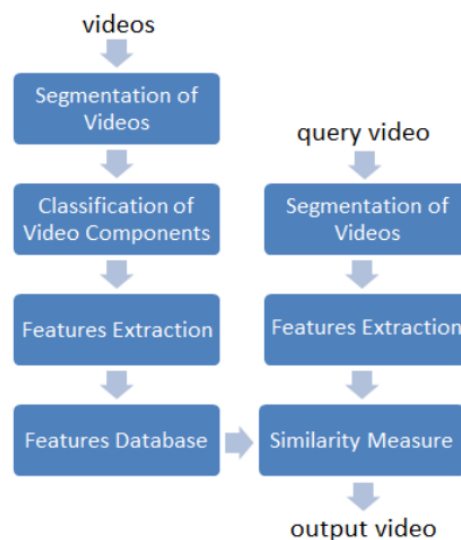 videos
Segmentation of
Videos
Classification of
Video Components
Features Extraction
Features Database
query video
Segmentation of
Videos
Features Extraction
Similarity Measure
output video